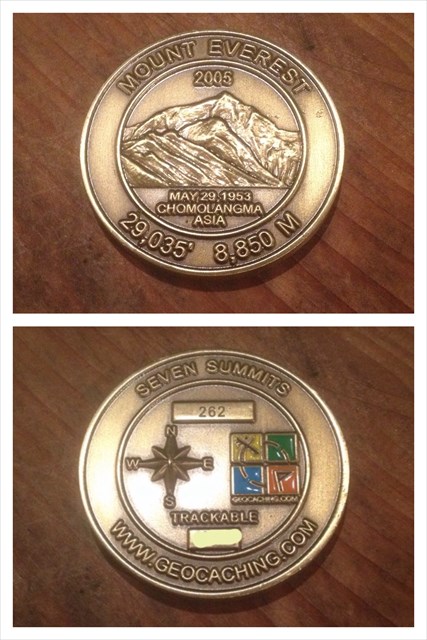 MOUNT EVEREST
2005
MAY,29,1953
CHOMOLANGMA
ASIA
29,035' 8,850 M
SEVEN SUMMITS
262
N
W E
S
GEOCACHING.COM
TRACKABLE
WWW.GEOCACHING.COM